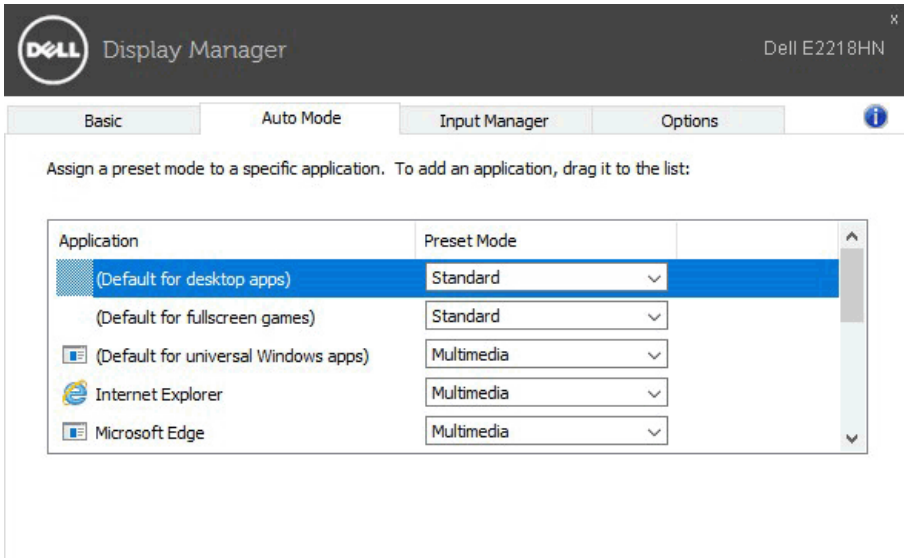 DELL Display Manager
x
Dell E2218HN
Basic Auto Mode Input Manager Options
Assign a preset mode to a specific application. To add an application, drag it to the list:
Application Preset Mode
(Default for desktop apps) Standard
(Default for fullscreen games) Standard
(Default for universal Windows apps) Multimedia
Internet Explorer Multimedia
Microsoft Edge Multimedia